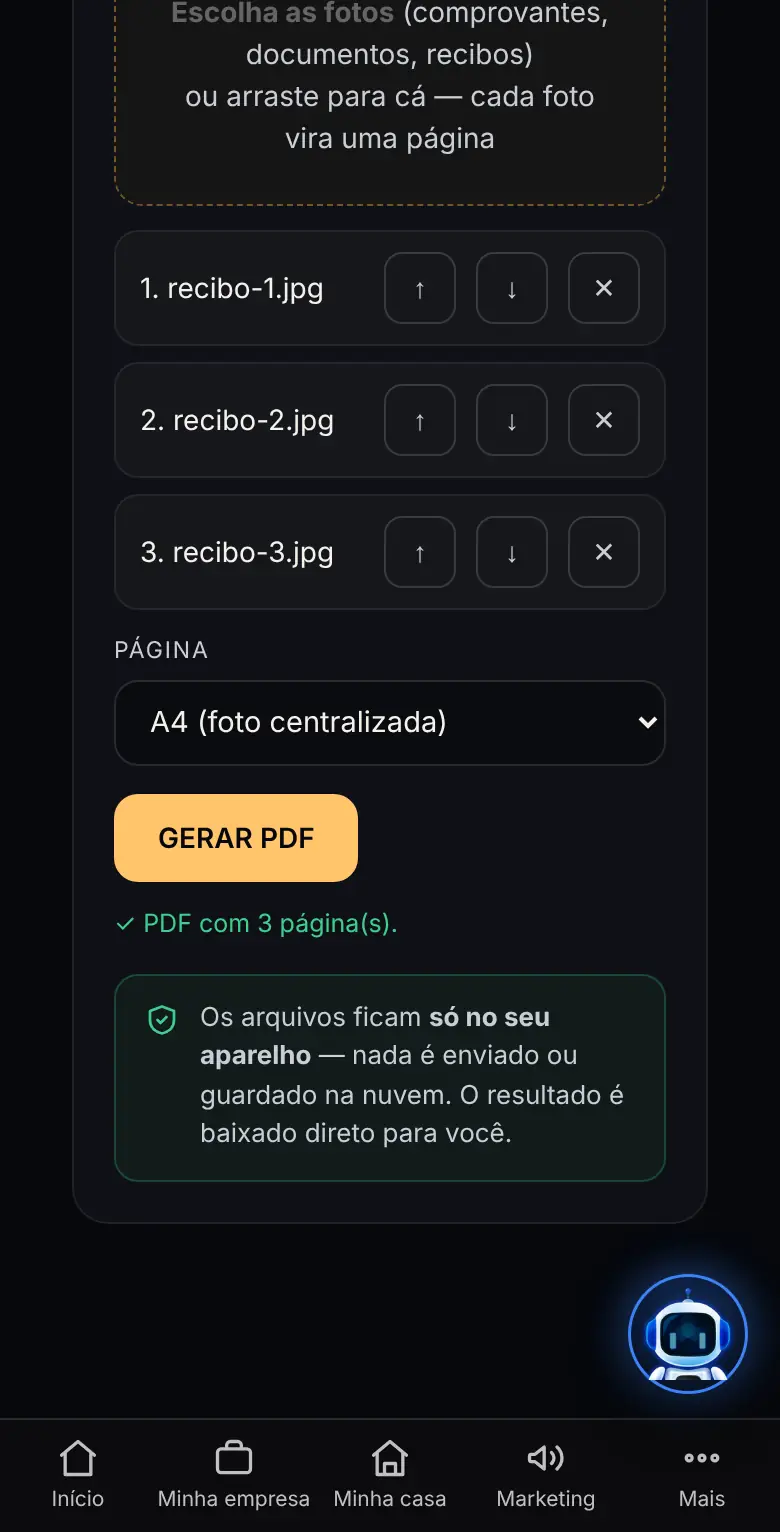 Escolha as fotos (comprovantes,
documentos, recibos)
ou arraste para cá — cada foto
vira uma página
1. recibo-1.jpg ↑ ↓ ✕
2. recibo-2.jpg ↑ ↓ ✕
3. recibo-3.jpg ↑ ↓ ✕
PÁGINA
A4 (foto centralizada)
GERAR PDF
✓ PDF com 3 página(s).
Os arquivos ficam só no seu
aparelho — nada é enviado ou
guardado na nuvem. O resultado é
baixado direto para você.
Início Minha empresa Minha casa Marketing Mais